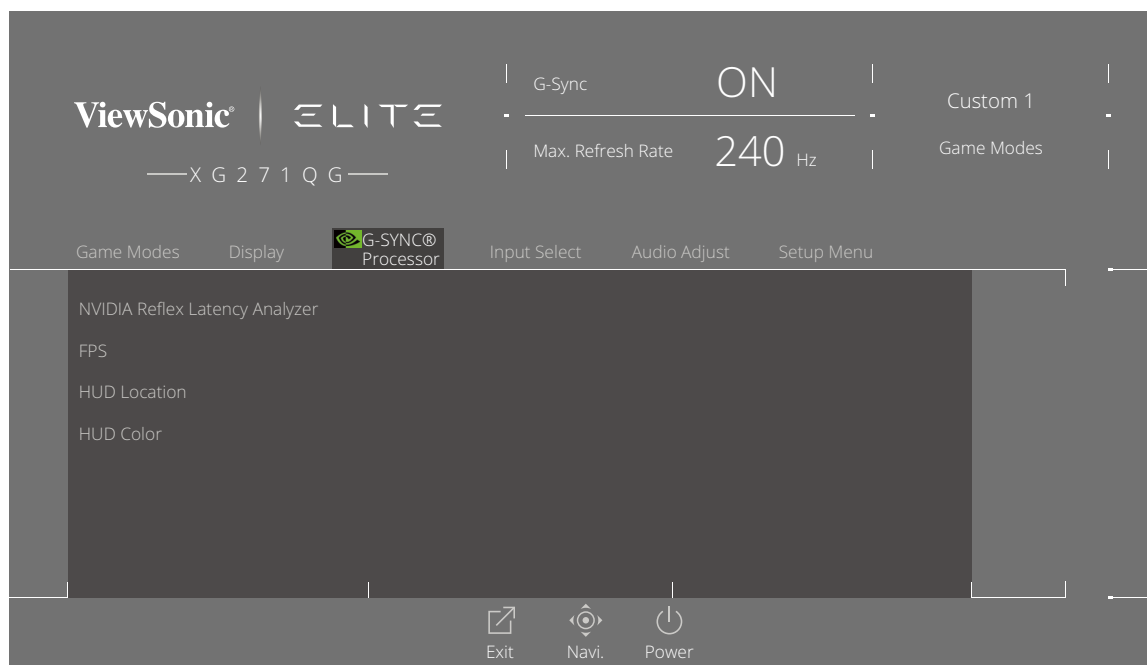 ViewSonic® | ELITE
XG271QG
G-Sync ON
Max. Refresh Rate 240 Hz
Custom 1
Game Modes
Game Modes Display G-SYNC® Processor Input Select Audio Adjust Setup Menu
NVIDIA Reflex Latency Analyzer
FPS
HUD Location
HUD Color
Exit Navi. Power